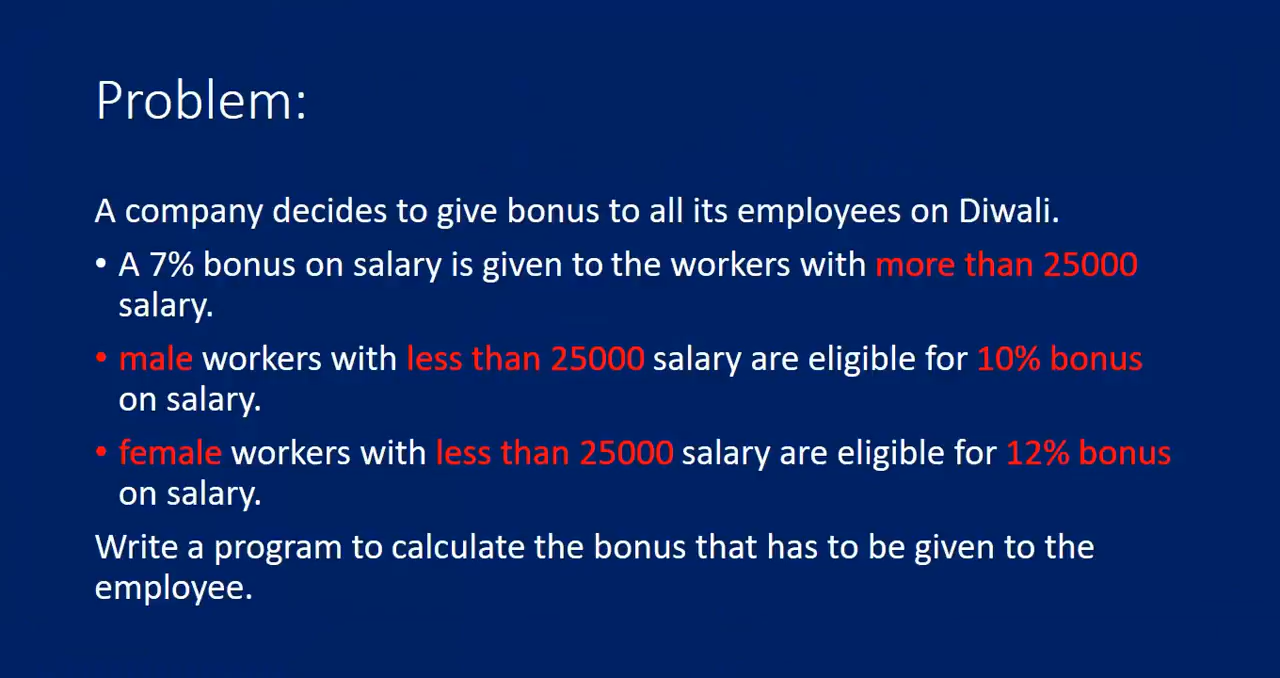 Problem:
A company decides to give bonus to all its employees on Diwali.
• A 7% bonus on salary is given to the workers with more than 25000
salary.
• male workers with less than 25000 salary are eligible for 10% bonus
on salary.
• female workers with less than 25000 salary are eligible for 12% bonus
on salary.
Write a program to calculate the bonus that has to be given to the
employee.